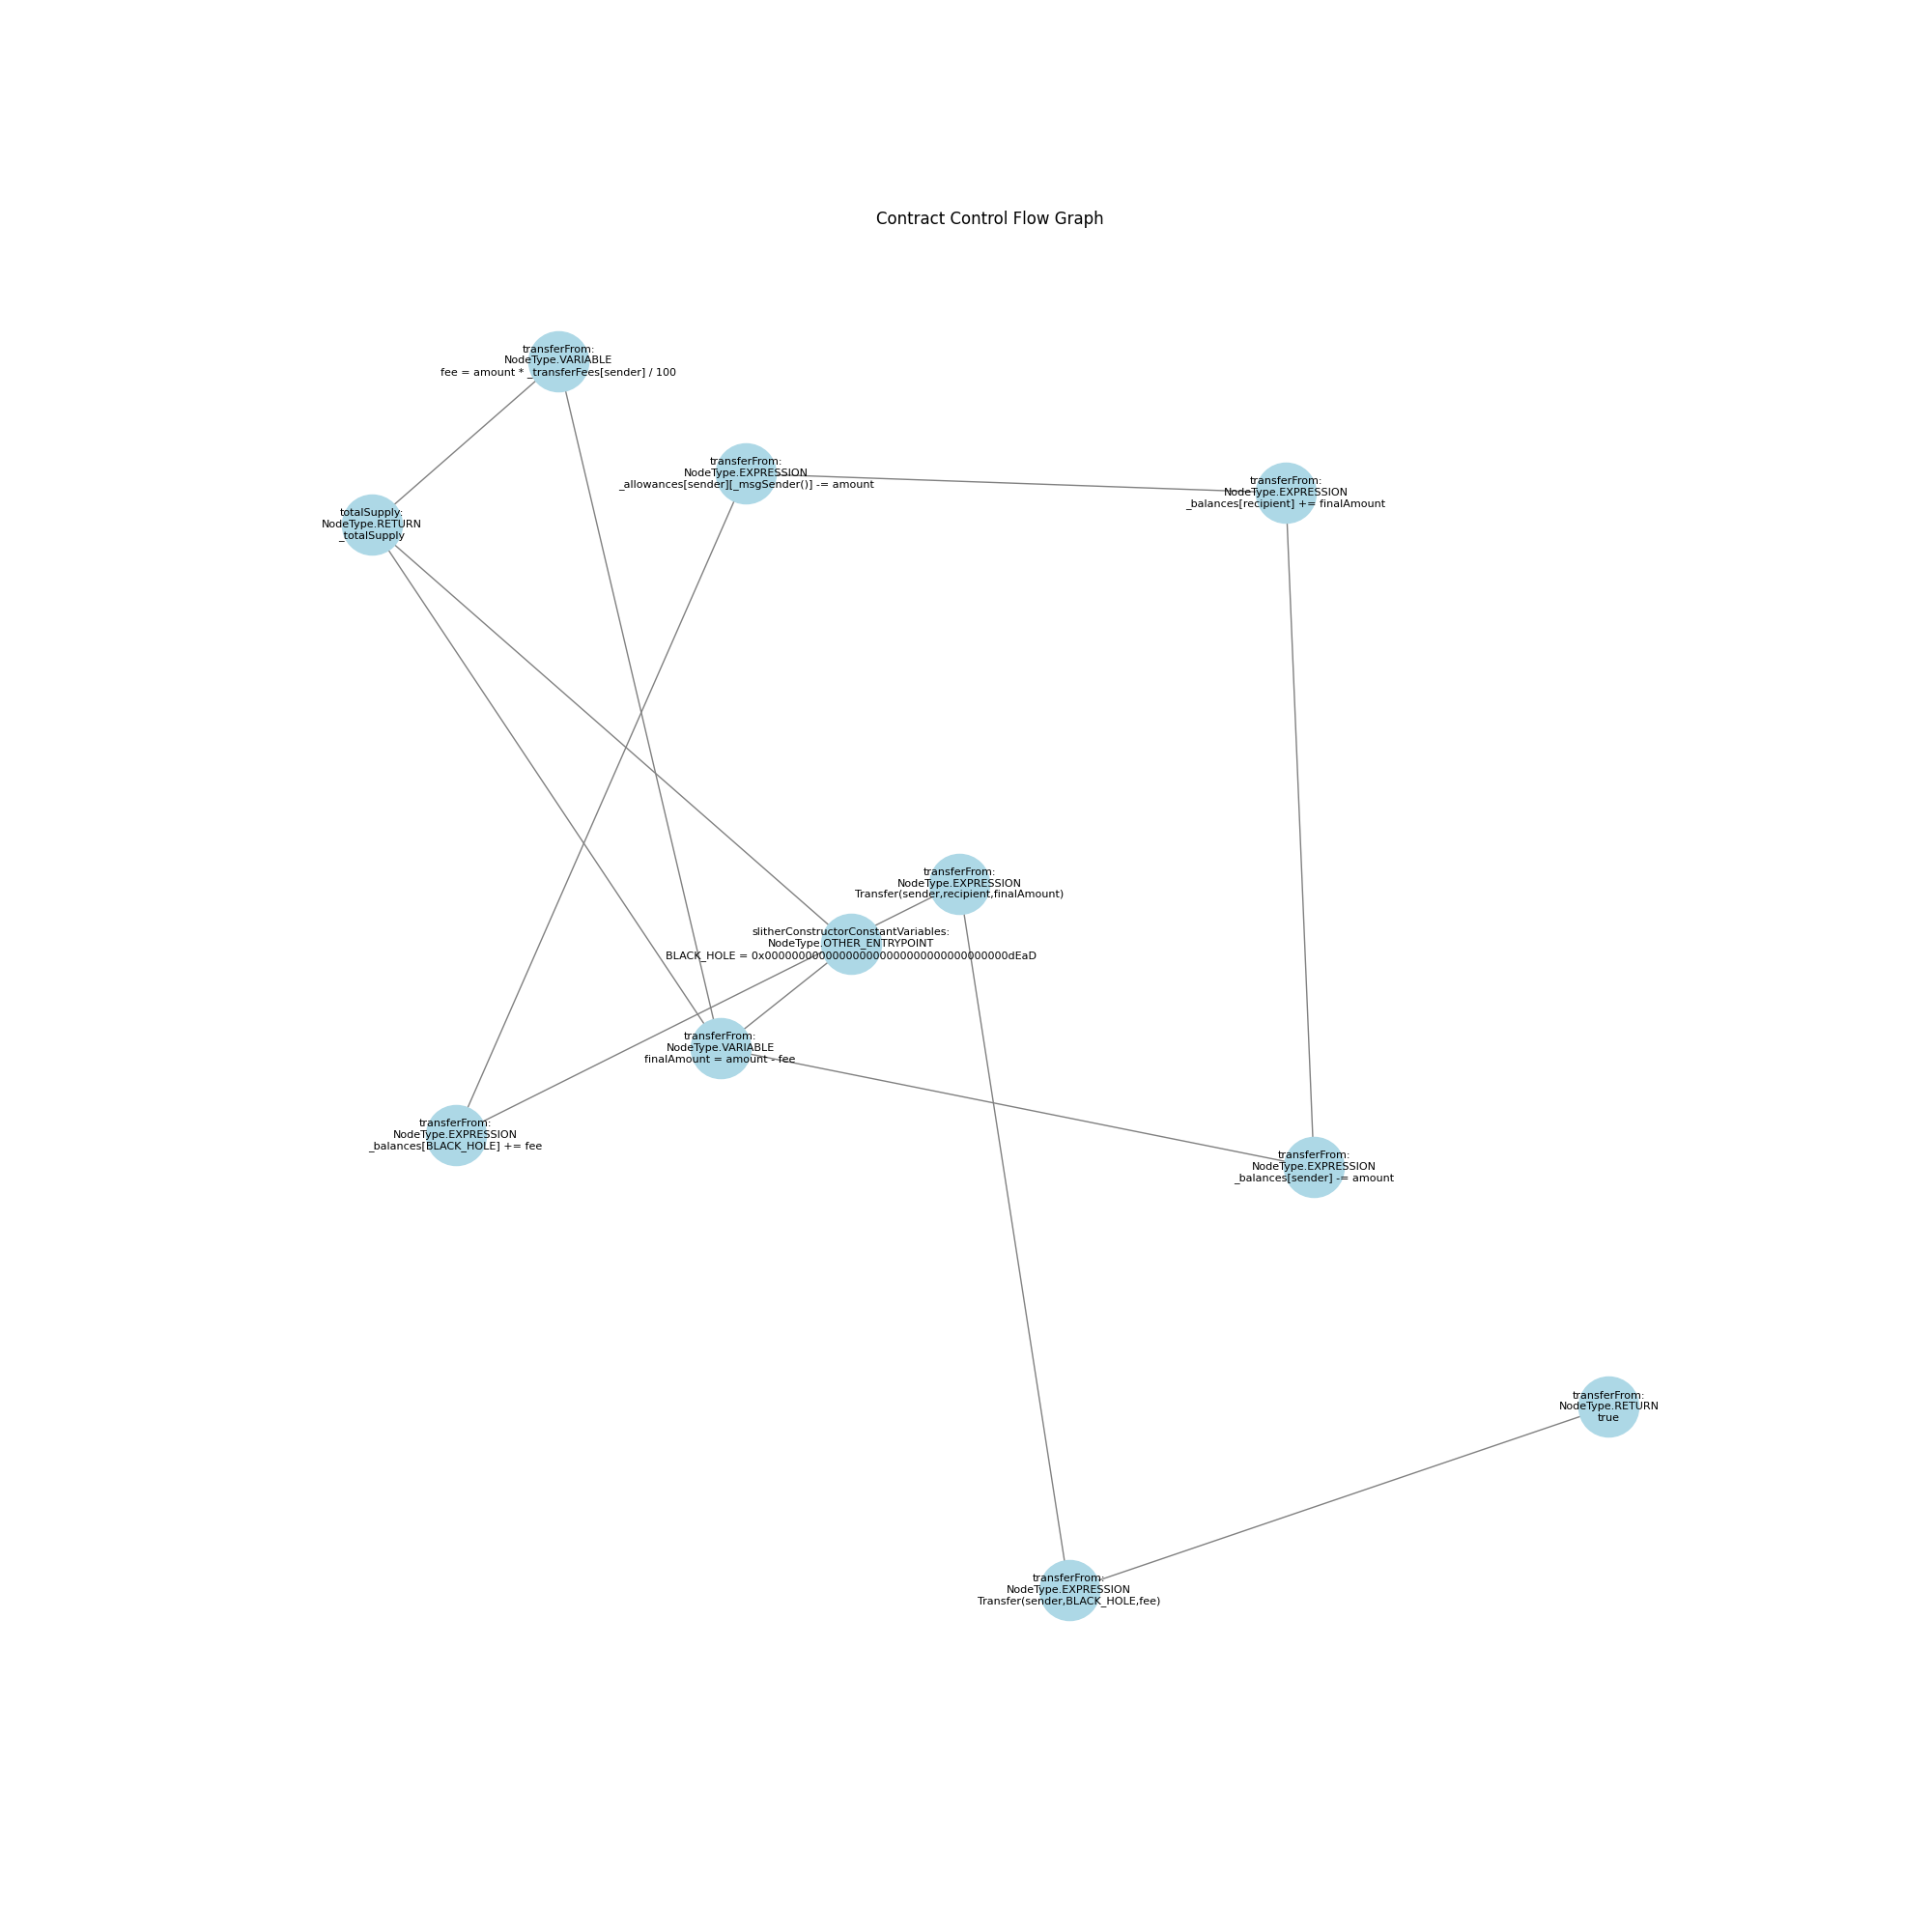 Contract Control Flow Graph
transferFrom:
NodeType.VARIABLE
fee = amount * _transferFees[sender] / 100
transferFrom:
NodeType.EXPRESSION
_allowances[sender][_msgSender()] -= amount
transferFrom:
NodeType.EXPRESSION
_balances[recipient] += finalAmount
totalSupply:
NodeType.RETURN
_totalSupply
transferFrom:
NodeType.EXPRESSION
Transfer(sender,recipient,finalAmount)
slitherConstructorConstantVariables:
NodeType.OTHER_ENTRYPOINT
BLACK_HOLE = 0x000000000000000000000000000000000000dEaD
transferFrom:
NodeType.VARIABLE
finalAmount = amount - fee
transferFrom:
NodeType.EXPRESSION
_balances[BLACK_HOLE] += fee
transferFrom:
NodeType.EXPRESSION
_balances[sender] -= amount
transferFrom:
NodeType.RETURN
true
transferFrom:
NodeType.EXPRESSION
Transfer(sender,BLACK_HOLE,fee)